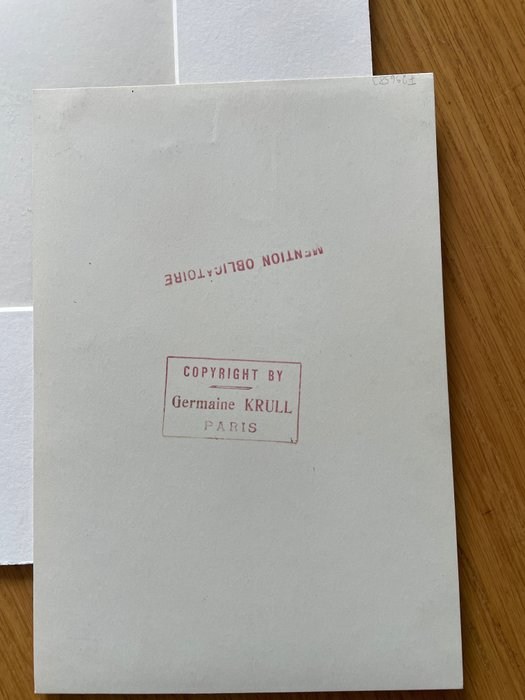 MENTION OBLIGATOIRE
COPYRIGHT BY
Germaine KRULL
PARIS